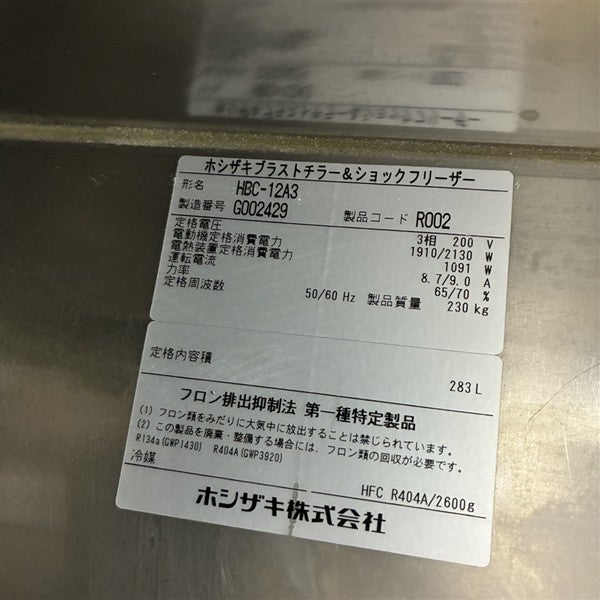 ホシザキブラストチラー&ショックフリーザー
形名 HBC-12A3
製造番号 G002429 製品コード R002
定格電圧 3相 200 V
電動機定格消費電力 1910/2130 W
電熱装置定格消費電力 1091 W
運転電流 8.7/9.0 A
力率 65/70 %
定格周波数 50/60 Hz 製品質量 230 kg
定格内容積 283 L
フロン排出抑制法 第一種特定製品
(1) フロン類をみだりに大気中に放出することは禁じられています。
(2) この製品を廃棄・整備する場合には、フロン類の回収が必要です。
R134a(GWP1430) R404A(GWP3920)
冷媒 HFC R404A/2600g
ホシザキ株式会社